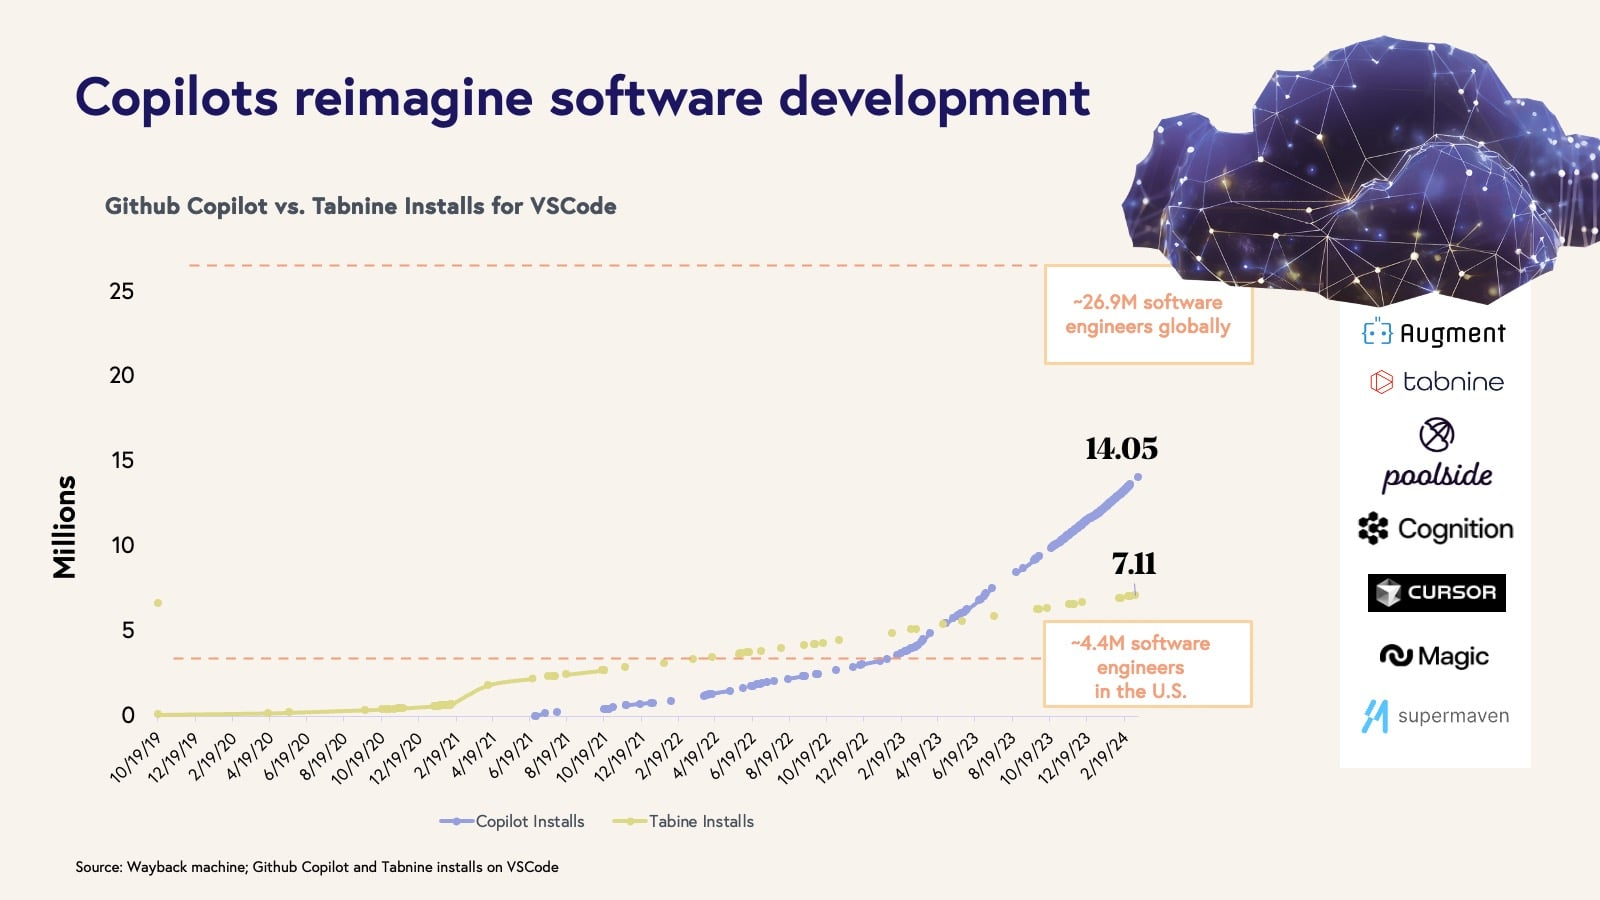 Copilots reimagine software development
Github Copilot vs. Tabnine Installs for VSCode
Millions
25
20
15
10
5
0
~26.9M software
engineers globally
14.05
7.11
~4.4M software
engineers
in the U.S.
10/19/19
12/19/19
2/19/20
4/19/20
6/19/20
8/19/20
10/19/20
12/19/20
2/19/21
4/19/21
6/19/21
8/19/21
10/19/21
12/19/21
2/19/22
4/19/22
6/19/22
8/19/22
10/19/22
12/19/22
2/19/23
4/19/23
6/19/23
8/19/23
10/19/23
12/19/23
2/19/24
Copilot Installs
Tabine Installs
Augment
tabnine
poolside
Cognition
CURSOR
Magic
supermaven
Source: Wayback machine; Github Copilot and Tabnine installs on VSCode